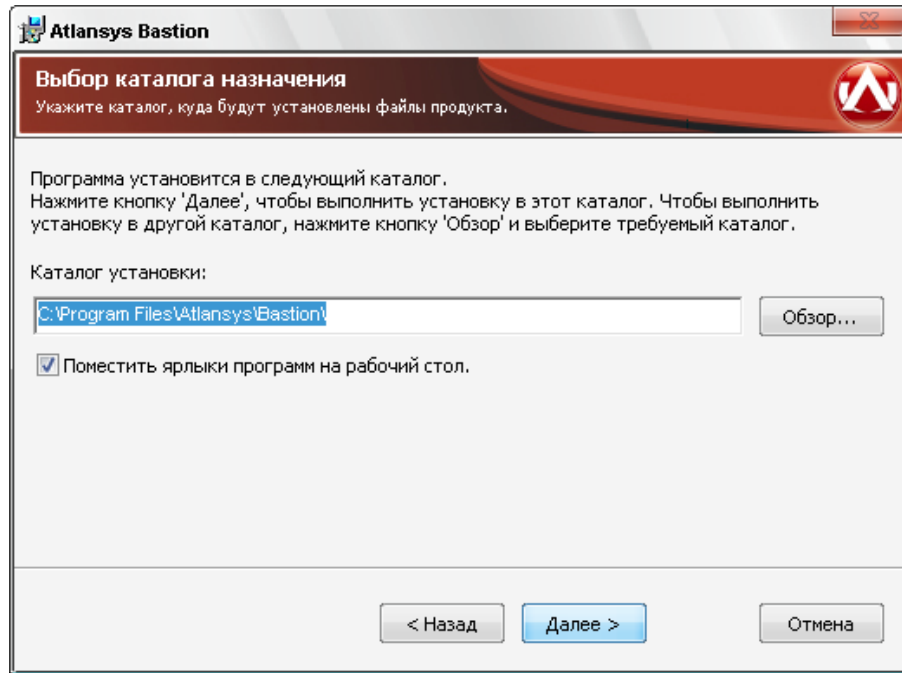 Atlansys Bastion
Выбор каталога назначения
Укажите каталог, куда будут установлены файлы продукта.
Программа установится в следующий каталог.
Нажмите кнопку 'Далее', чтобы выполнить установку в этот каталог. Чтобы выполнить
установку в другой каталог, нажмите кнопку 'Обзор' и выберите требуемый каталог.
Каталог установки:
C:\Program Files\Atlansys\Bastion\
Обзор...
Поместить ярлыки программ на рабочий стол.
< Назад
Далее >
Отмена